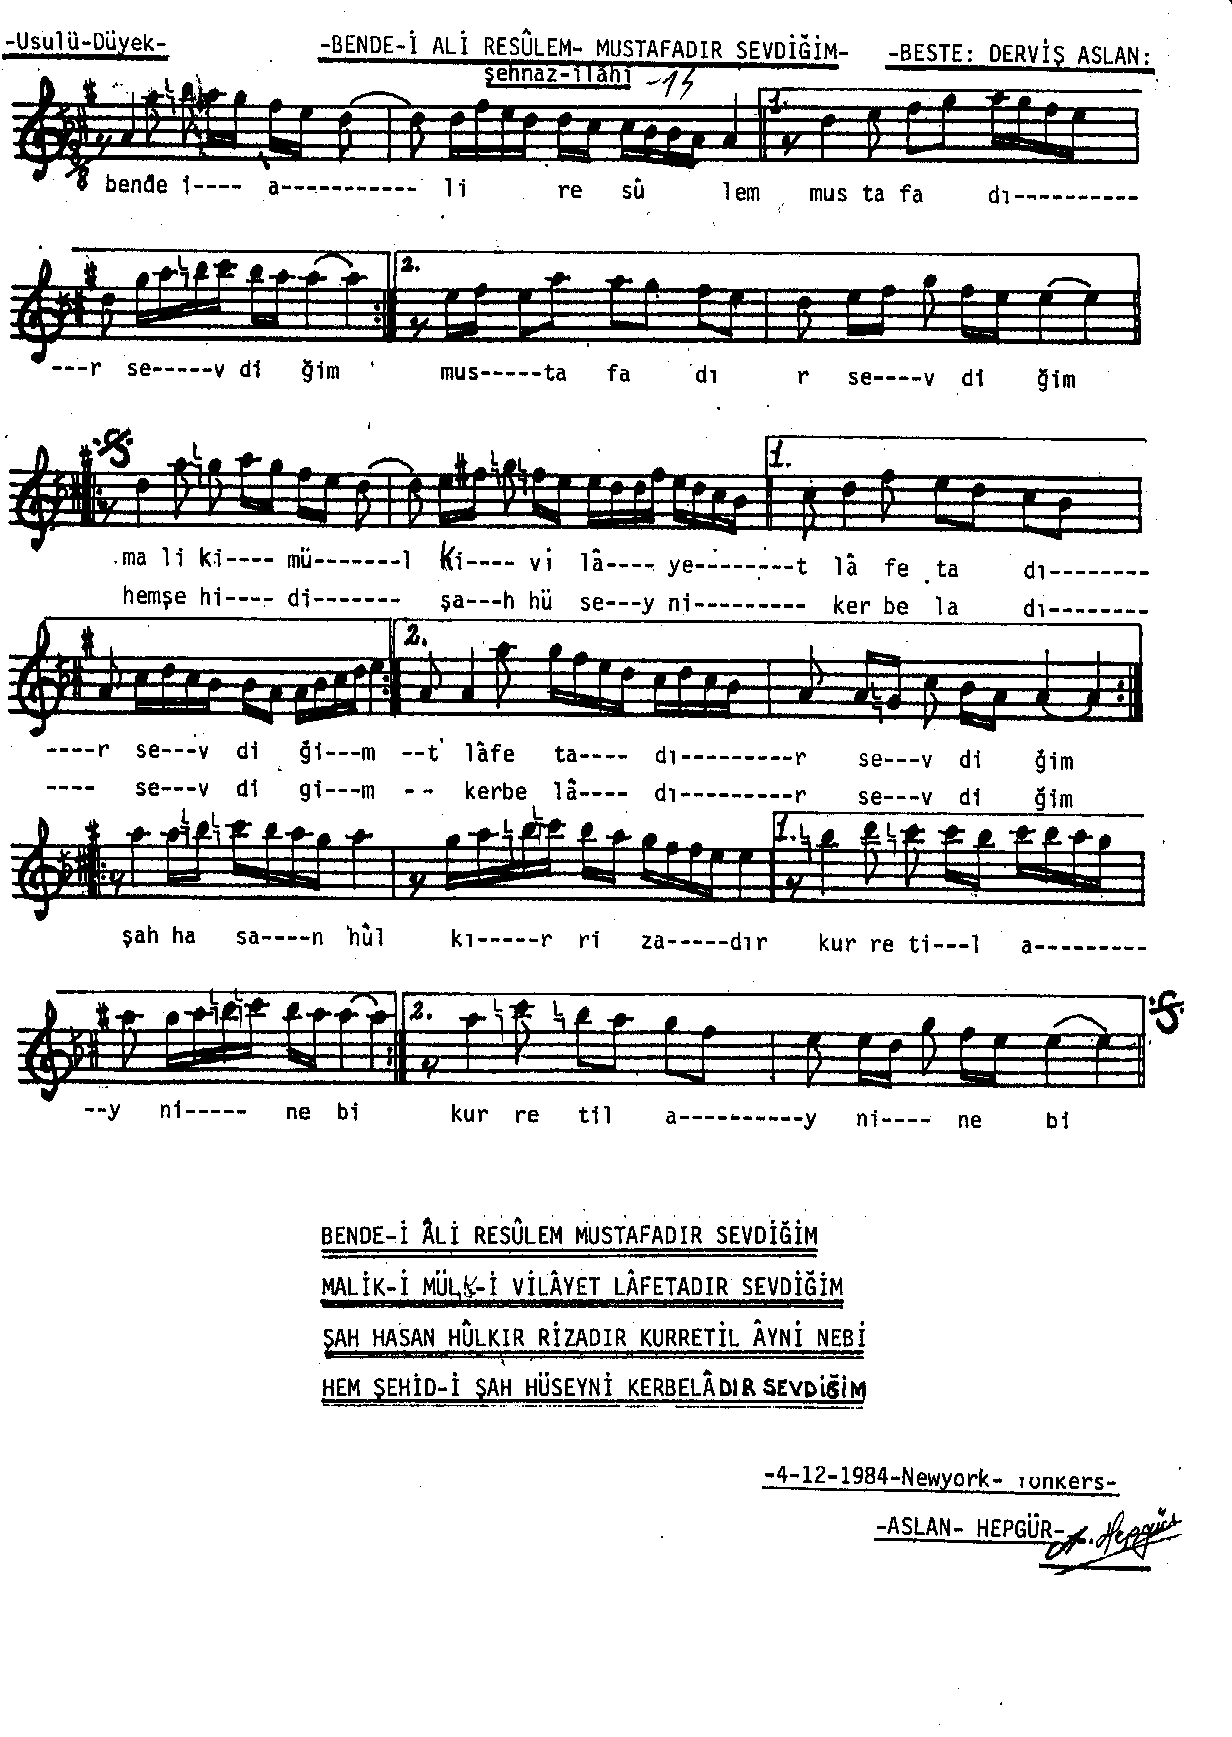 -Usulü-Düyek-
-BENDE-İ ALİ RESÛLEM- MUSTAFADIR SEVDİĞİM-
-BESTE: DERVİŞ ASLAN:
şehnaz-ilâhi
8
1.
bende i---- a----------- li re sû lem mus ta fa dı----------
2.
---r se-----v di ğim mus-----ta fa dı r se----v di ğim
1.
ma li ki---- mü-------l Ki---- vi lâ---- ye--------t lâ fe ta dı--------
hemşe hi---- di------- şa---h hü se---y ni--------- ker be la dı--------
2.
----r se---v di ği---m --t lâfe ta---- dı---------r se---v di ğim
---- se---v di gi---m -- kerbe lâ---- dı---------r se---v di ğim
1.
şah ha sa----n hûl kı-----r ri za-----dır kur re ti---l a---------
2.
--y ni----- ne bi kur re til a----------y ni---- ne bi
BENDE-İ ÂLİ RESÛLEM MUSTAFADIR SEVDİĞİM
MALİK-İ MÜLK-İ VİLÂYET LÂFETADIR SEVDİĞİM
ŞAH HASAN HÛLKIR RİZADIR KURRETİL ÂYNİ NEBİ
HEM ŞEHİD-İ ŞAH HÜSEYNİ KERBELÂDIR SEVDİĞİM
-4-12-1984-Newyork- Yonkers-
-ASLAN- HEPGÜR-
A. Hepgür